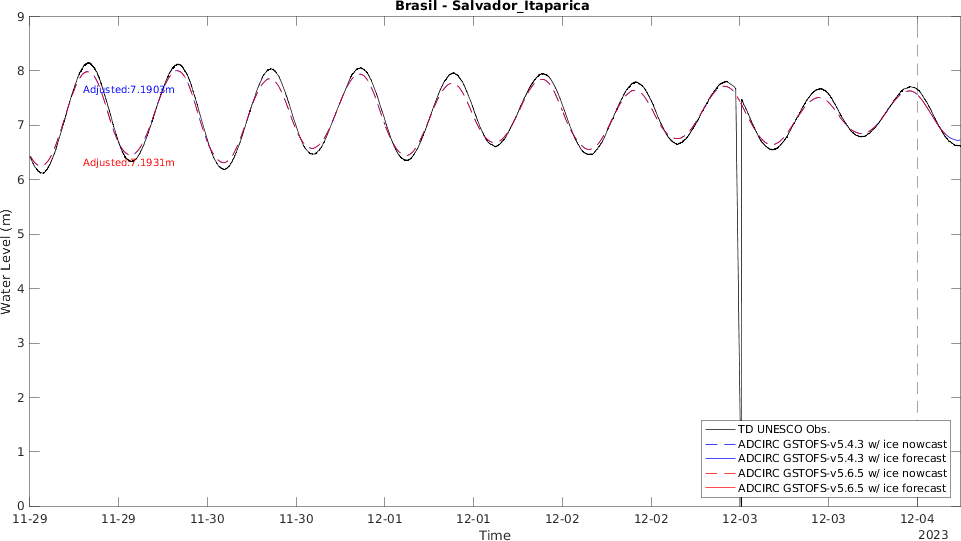 Brasil - Salvador_Itaparica
9
8
7
6
5
4
3
2
1
0
Water Level (m)
Adjusted:7.1903m
Adjusted:7.1931m
TD UNESCO Obs.
ADCIRC GSTOFS-v5.4.3 w/ ice nowcast
ADCIRC GSTOFS-v5.4.3 w/ ice forecast
ADCIRC GSTOFS-v5.6.5 w/ ice nowcast
ADCIRC GSTOFS-v5.6.5 w/ ice forecast
11-29 11-29 11-30 11-30 12-01 12-01 12-02 12-02 12-03 12-03 12-04
Time
2023